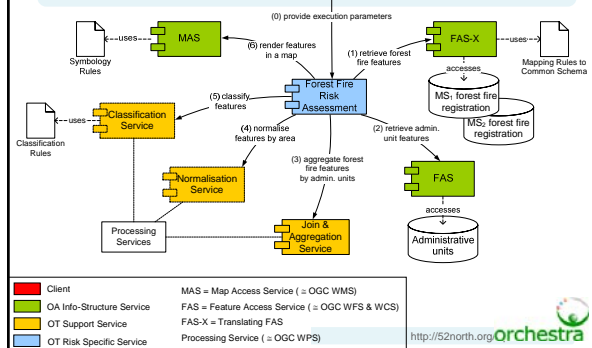 (0) provide execution parameters
MAS
uses
Symbology
Rules
(6) render features
in a map
(1) retrieve forest
fire features
FAS-X
uses
Mapping Rules to
Common Schema
accesses
MS1 forest fire
registration
MS2 forest fire
registration
Forest Fire
Risk
Assessment
(5) classify
features
Classification
Service
uses
Classification
Rules
(4) normalise
features by area
(2) retrieve admin.
unit features
(3) aggregate forest
fire features
by admin. units
Normalisation
Service
FAS
accesses
Administrative
units
Processing
Services
Join &
Aggregation
Service
Client
OA Info-Structure Service
OT Support Service
OT Risk Specific Service
MAS = Map Access Service (≅ OGC WMS)
FAS = Feature Access Service (≅ OGC WFS & WCS)
FAS-X = Translating FAS
Processing Service (≅ OGC WPS)
http://52north.org/
orchestra